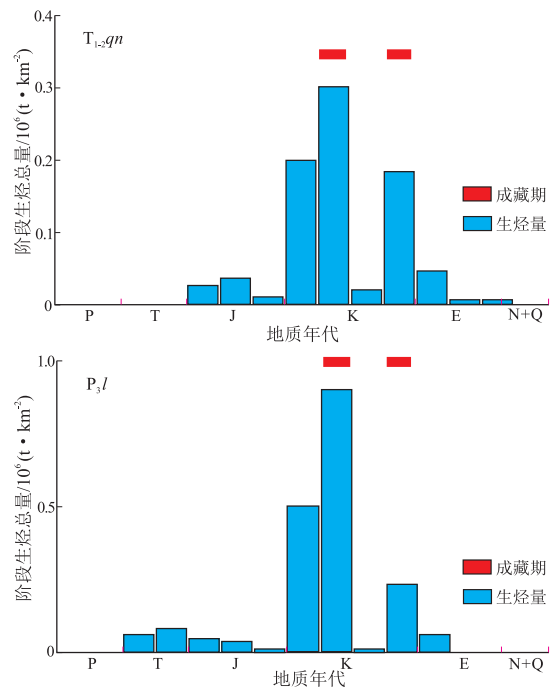 0.4
T1-2qn
0.3
0.2
0.1
0
阶段生烃总量/10⁶(t·km⁻²)
成藏期
生烃量
P T J K E N+Q
地质年代
1.0
P3l
0.5
0
阶段生烃总量/10⁶(t·km⁻²)
成藏期
生烃量
P T J K E N+Q
地质年代